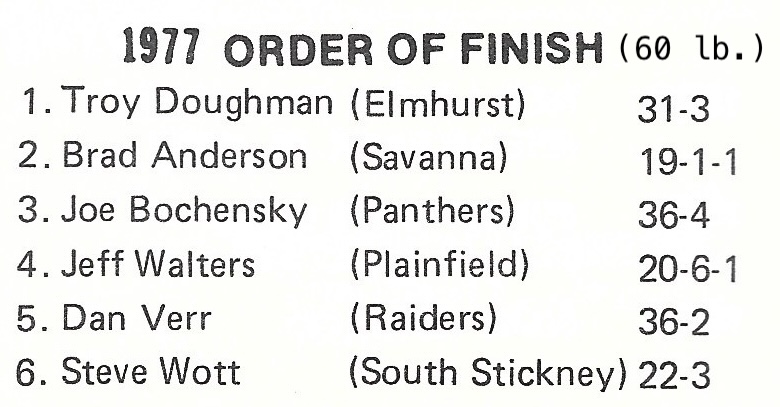 1977 ORDER OF FINISH (60 lb.)
1. Troy Doughman (Elmhurst) 31-3
2. Brad Anderson (Savanna) 19-1-1
3. Joe Bochensky (Panthers) 36-4
4. Jeff Walters (Plainfield) 20-6-1
5. Dan Verr (Raiders) 36-2
6. Steve Wott (South Stickney) 22-3